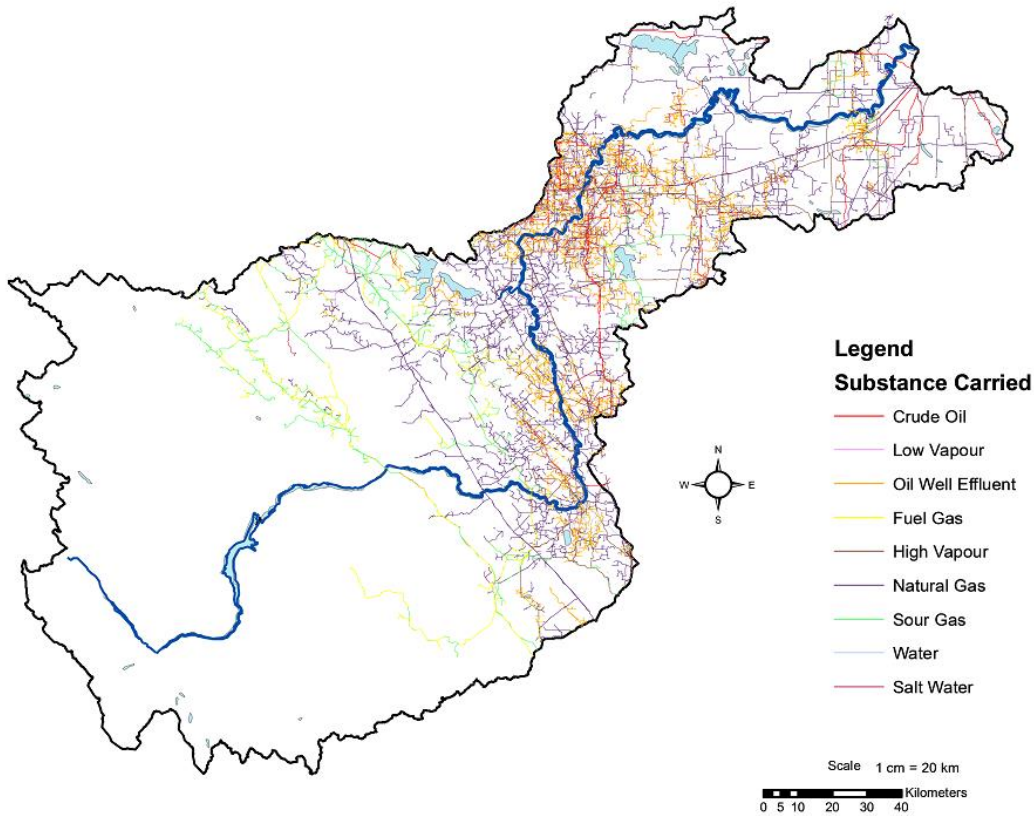 Legend
Substance Carried
Crude Oil
Low Vapour
Oil Well Effluent
Fuel Gas
High Vapour
Natural Gas
Sour Gas
Water
Salt Water
N
W E
S
Scale 1 cm = 20 km
Kilometers
0 5 10 20 30 40